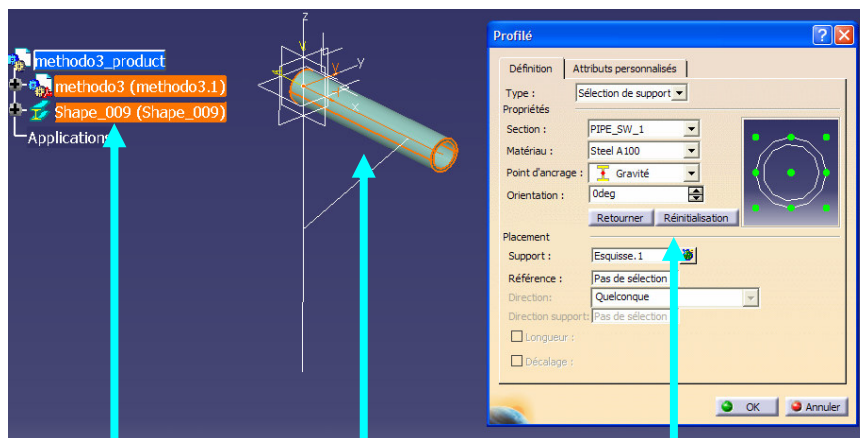 methodo3_product
methodo3 (methodo3.1)
Shape_009 (Shape_009)
Applications
z
y
y
x
Profilé
Définition
Attributs personnalisés
Type :
Sélection de support
Propriétés
Section :
PIPE_SW_1
Matériau :
Steel A100
Point d'ancrage :
Gravité
Orientation :
0deg
Retourner
Réinitialisation
Placement
Support :
Esquisse.1
Référence :
Pas de sélection
Direction:
Quelconque
Direction support:
Pas de sélection
Longueur :
Décalage :
OK
Annuler